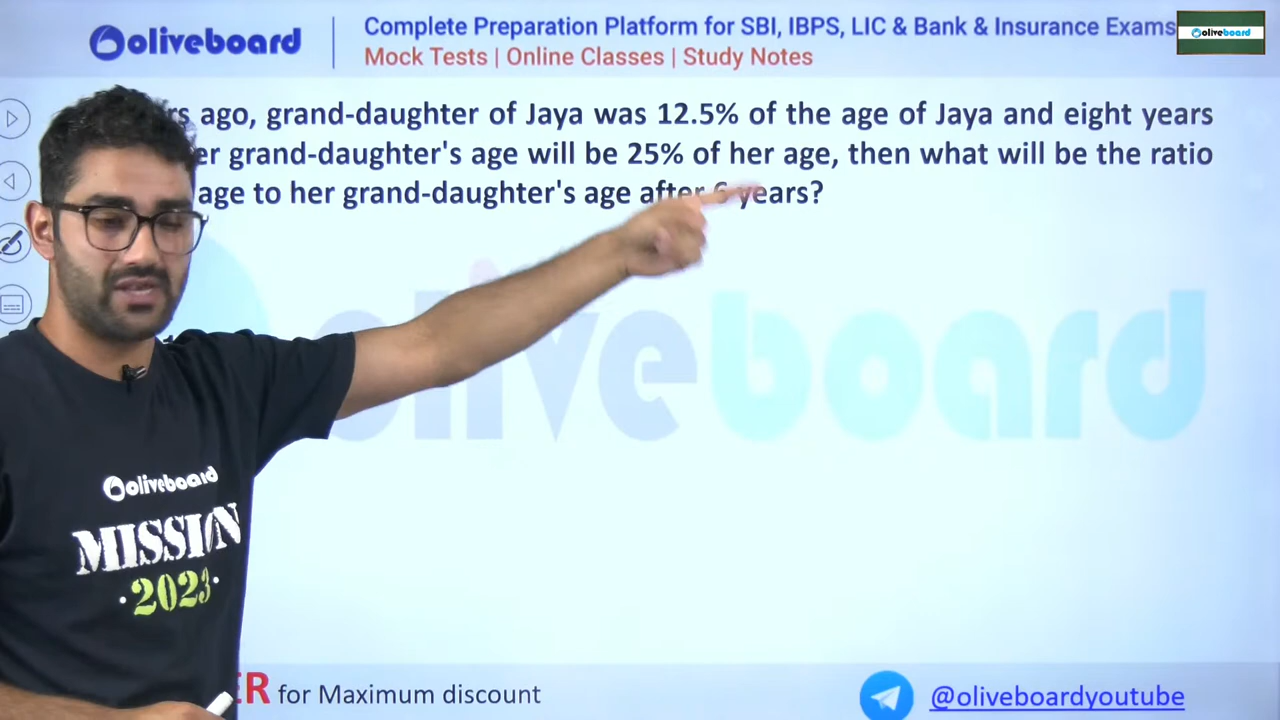 oliveboard
Complete Preparation Platform for SBI, IBPS, LIC & Bank & Insurance Exams
Mock Tests | Online Classes | Study Notes
oliveboard
ago, grand-daughter of Jaya was 12.5% of the age of Jaya and eight years
grand-daughter's age will be 25% of her age, then what will be the ratio
age to her grand-daughter's age after 6 years?
oliveboard
oliveboard
MISSION
·2023·
for Maximum discount
@oliveboardyoutube